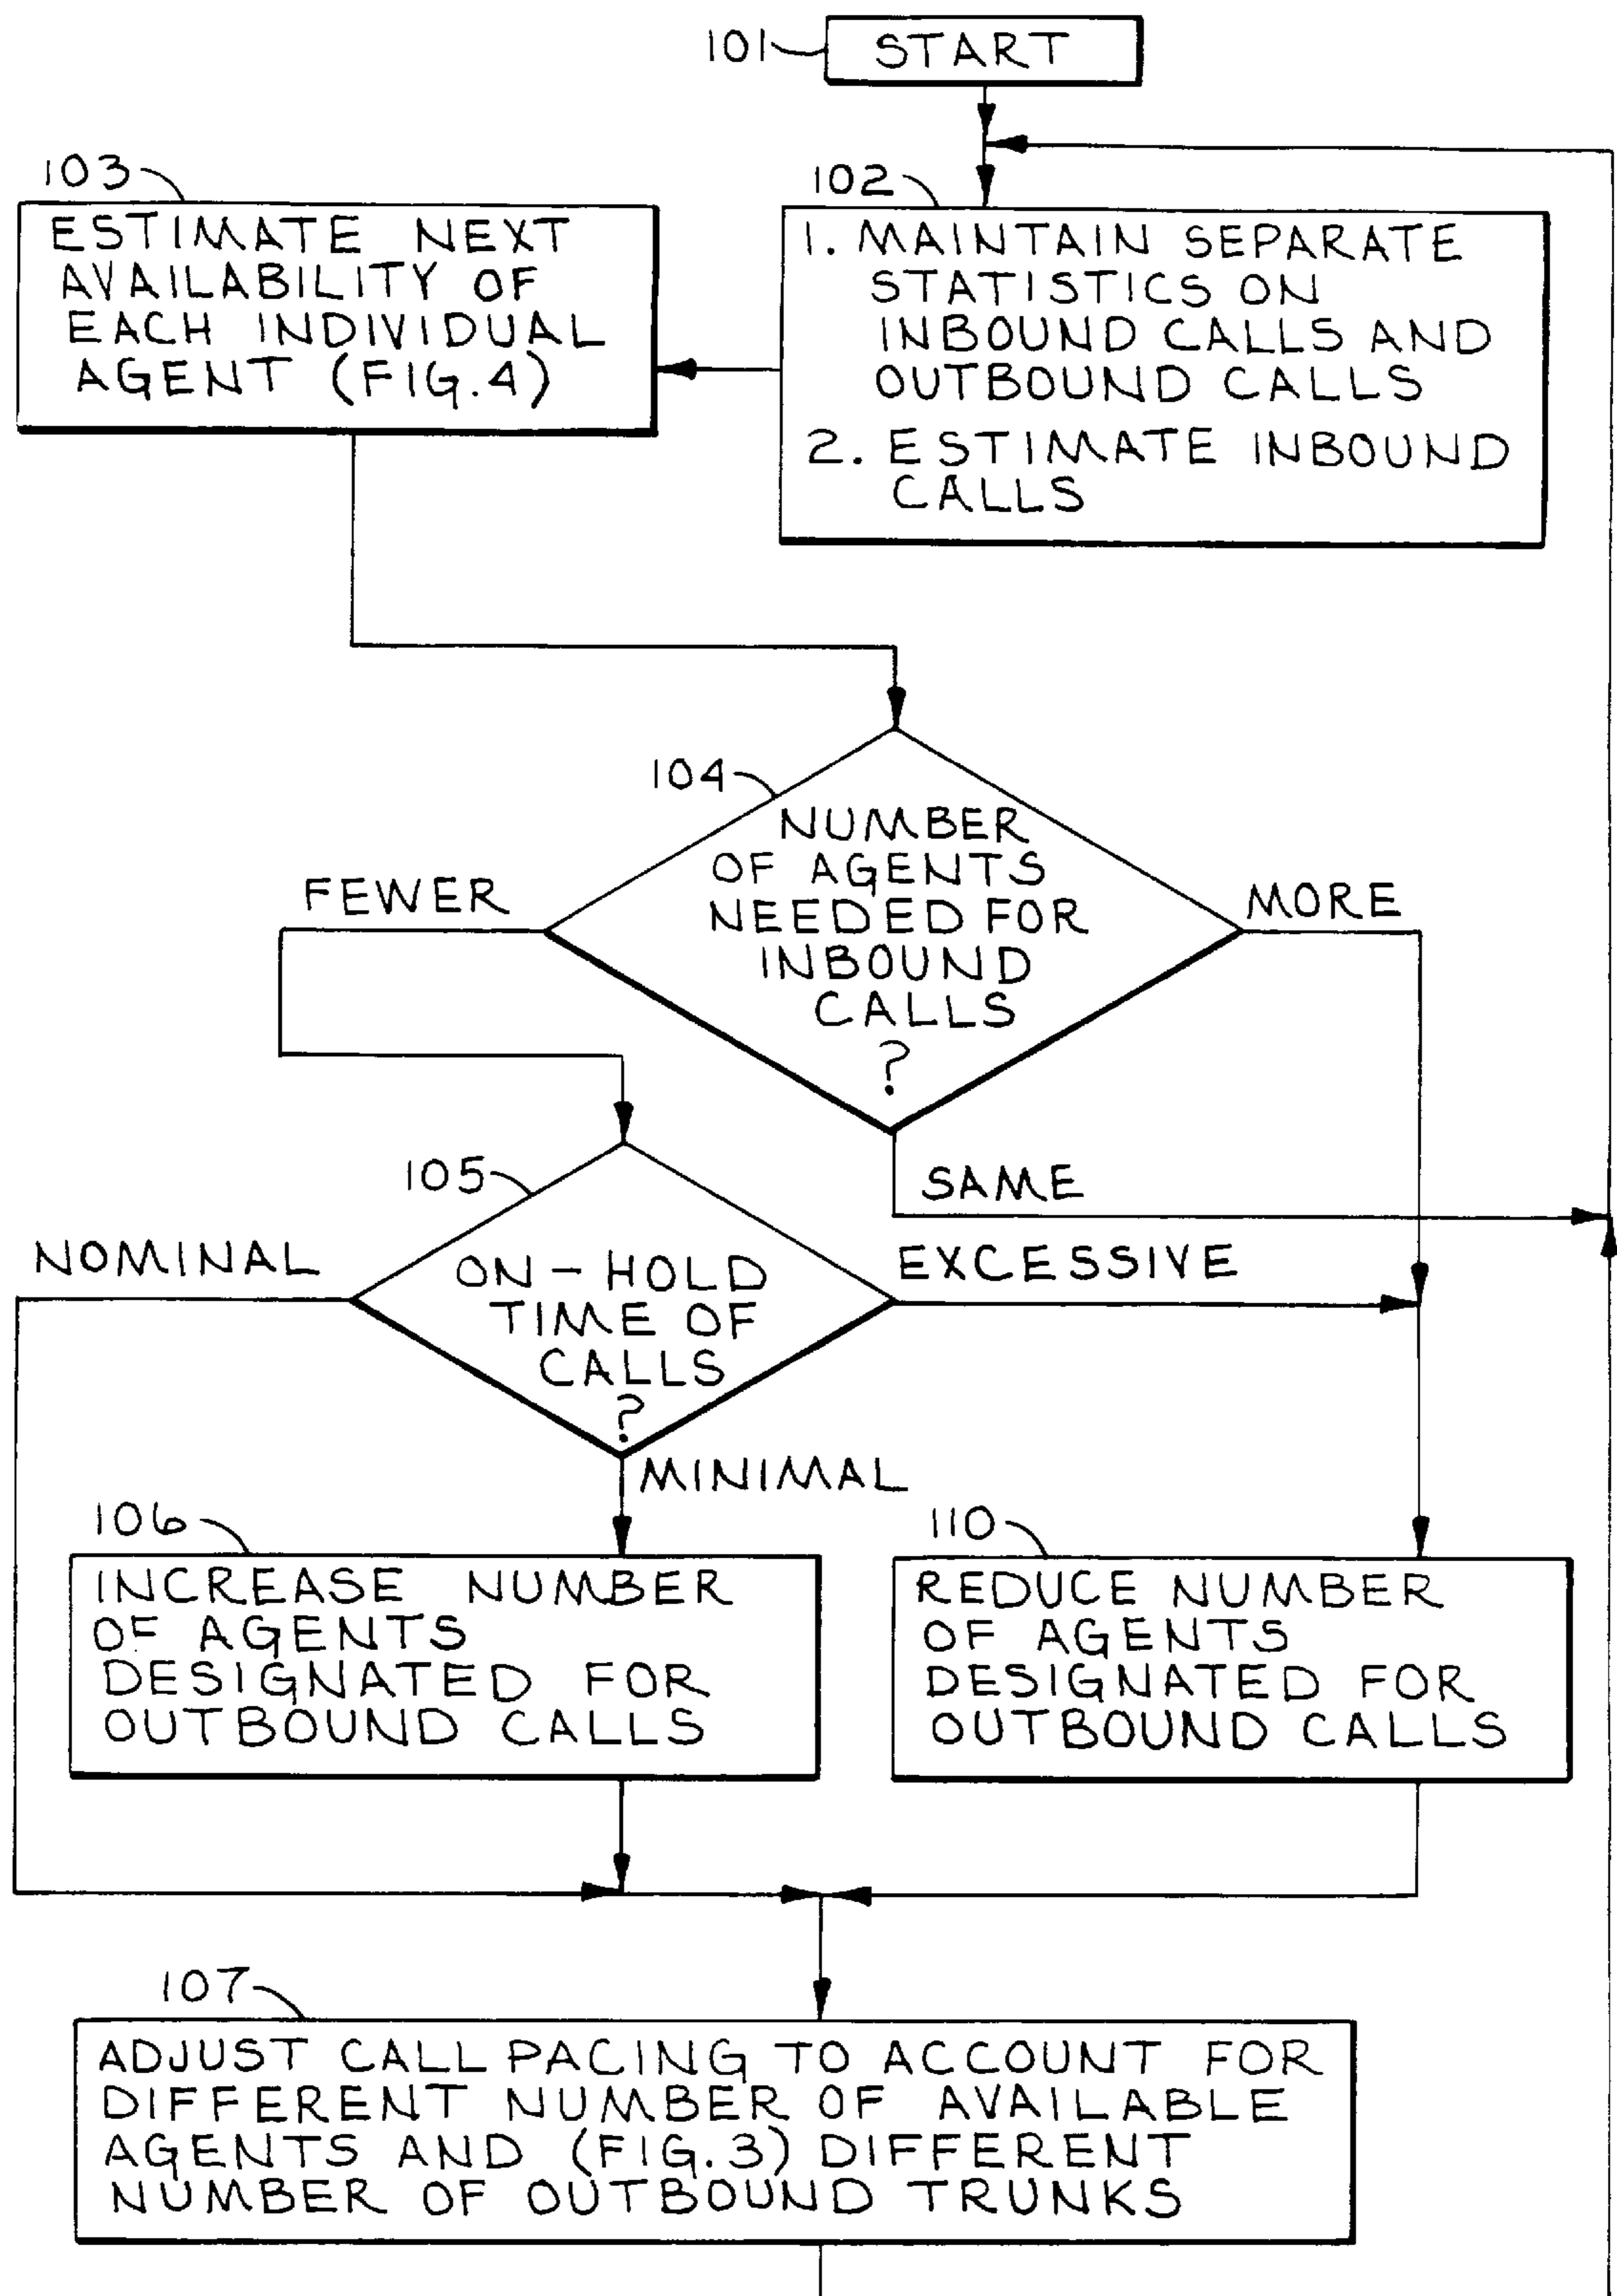 101
START
103
102
ESTIMATE NEXT
AVAILABILITY OF
EACH INDIVIDUAL
AGENT (FIG.4)
1. MAINTAIN SEPARATE
STATISTICS ON
INBOUND CALLS AND
OUTBOUND CALLS
2. ESTIMATE INBOUND
CALLS
104
NUMBER
OF AGENTS
NEEDED FOR
INBOUND
CALLS
?
FEWER
MORE
SAME
105
ON-HOLD
TIME OF
CALLS
?
NOMINAL
EXCESSIVE
MINIMAL
106
INCREASE NUMBER
OF AGENTS
DESIGNATED FOR
OUTBOUND CALLS
110
REDUCE NUMBER
OF AGENTS
DESIGNATED FOR
OUTBOUND CALLS
107
ADJUST CALL PACING TO ACCOUNT FOR
DIFFERENT NUMBER OF AVAILABLE
AGENTS AND (FIG.3) DIFFERENT
NUMBER OF OUTBOUND TRUNKS